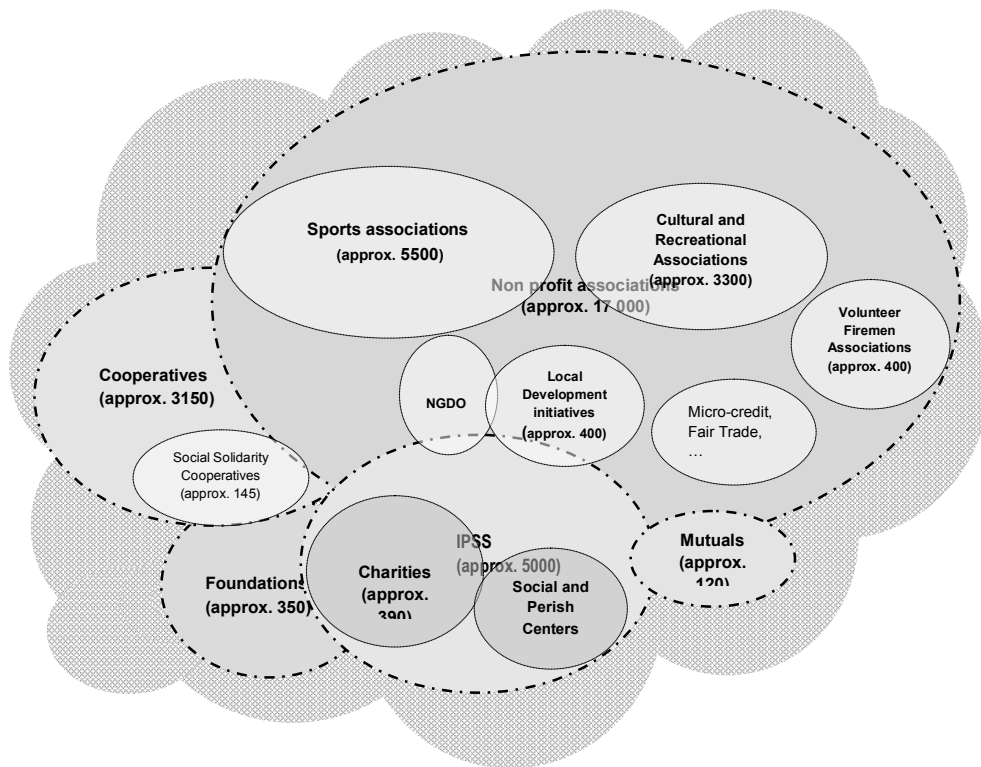 Sports associations
(approx. 5500)
Cultural and
Recreational
Associations
(approx. 3300)
Non profit associations
(approx. 17 000)
Volunteer
Firemen
Associations
(approx. 400)
Cooperatives
(approx. 3150)
NGDO
Local
Development
initiatives
(approx. 400)
Micro-credit,
Fair Trade,
…
Social Solidarity
Cooperatives
(approx. 145)
IPSS
(approx. 5000)
Mutuals
(approx.
120)
Foundations
(approx. 350)
Charities
(approx.
390)
Social and
Perish
Centers